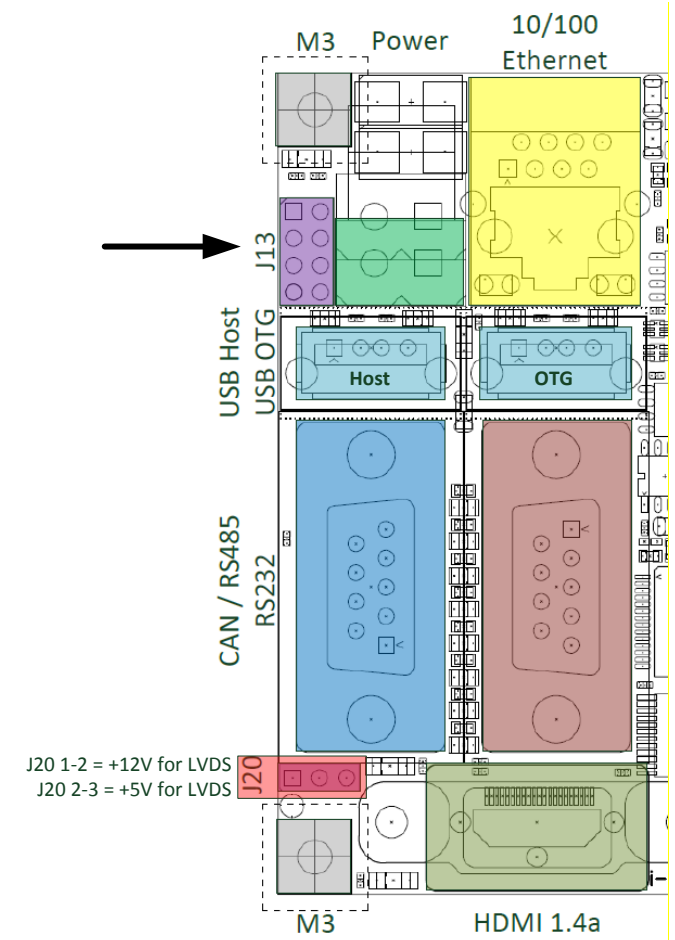 M3
Power
10/100
Ethernet
J13
USB Host
USB OTG
Host
OTG
CAN / RS485
RS232
J20
J20 1-2 = +12V for LVDS
J20 2-3 = +5V for LVDS
M3
HDMI 1.4a